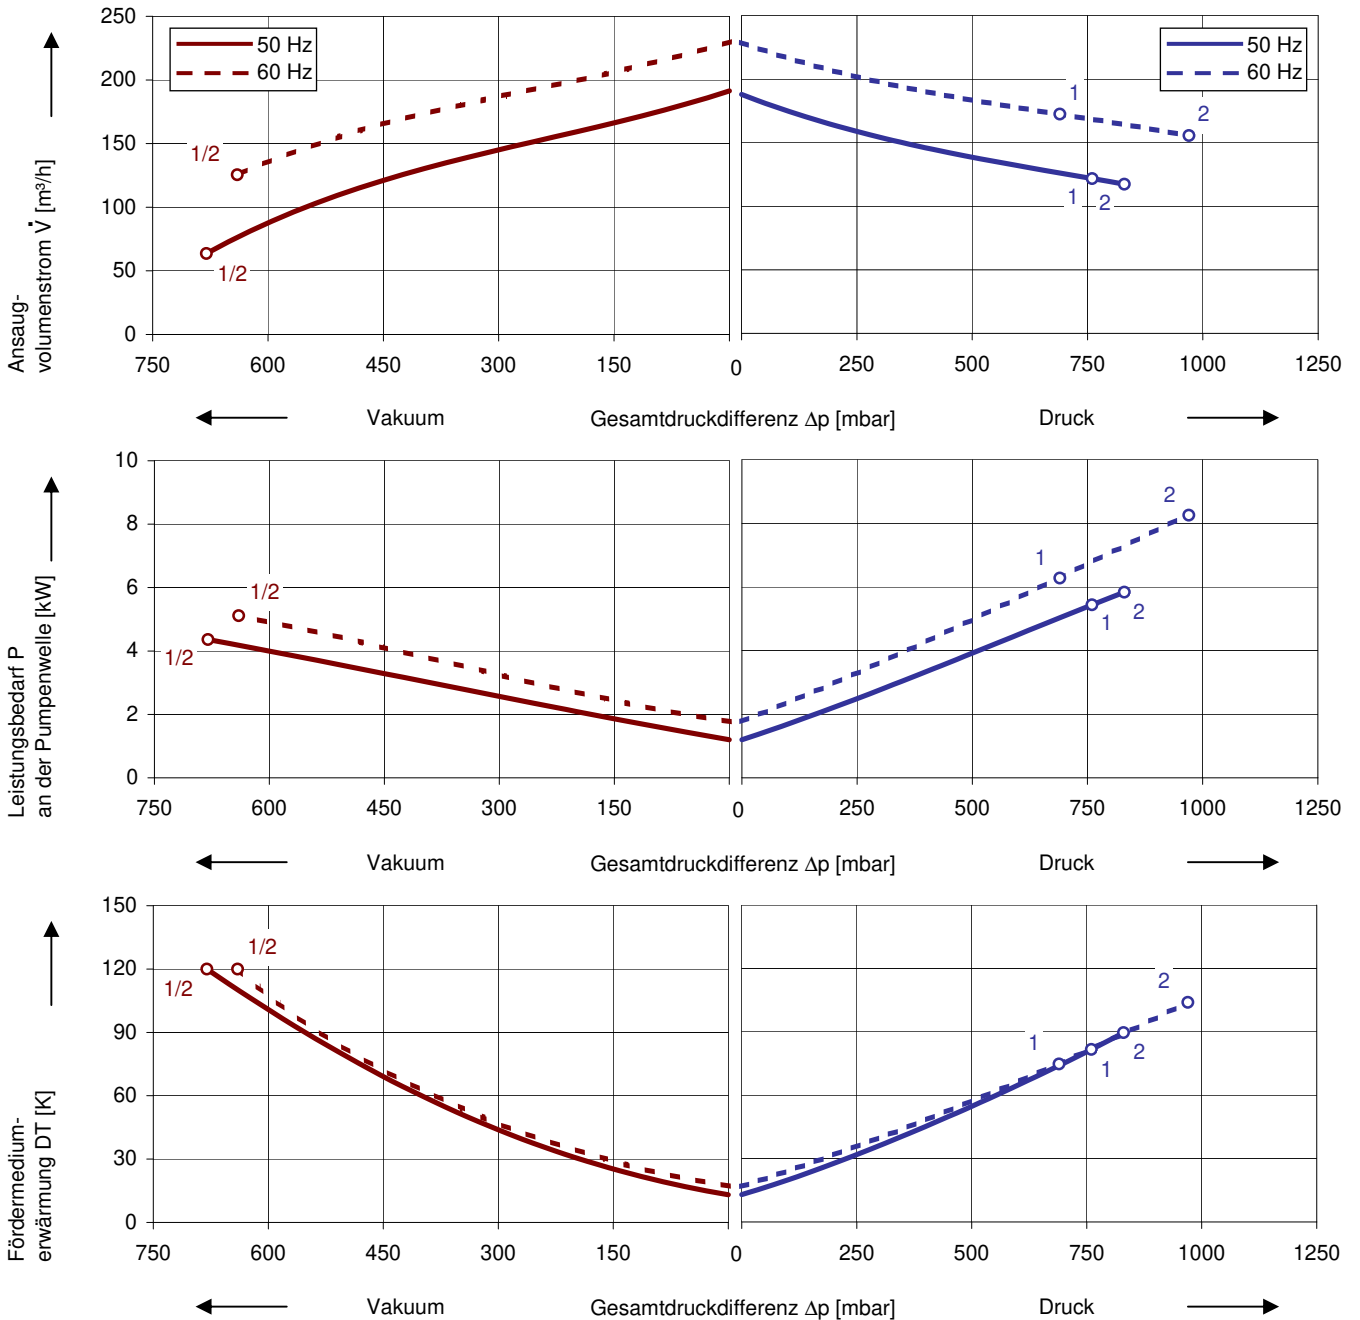 250
200
150
100
50
0
Ansaug-
volumenstrom V̇ [m³/h]
50 Hz
60 Hz
1/2
1/2
50 Hz
60 Hz
1
2
1
2
750 600 450 300 150 0 250 500 750 1000 1250
Vakuum Gesamtdruckdifferenz Δp [mbar] Druck
10
8
6
4
2
0
Leistungsbedarf P
an der Pumpenwelle [kW]
1/2
1/2
2
1
1
2
750 600 450 300 150 0 250 500 750 1000 1250
Vakuum Gesamtdruckdifferenz Δp [mbar] Druck
150
120
90
60
30
0
Fördermedium-
erwärmung DT [K]
1/2
1/2
2
1
2
1
750 600 450 300 150 0 250 500 750 1000 1250
Vakuum Gesamtdruckdifferenz Δp [mbar] Druck